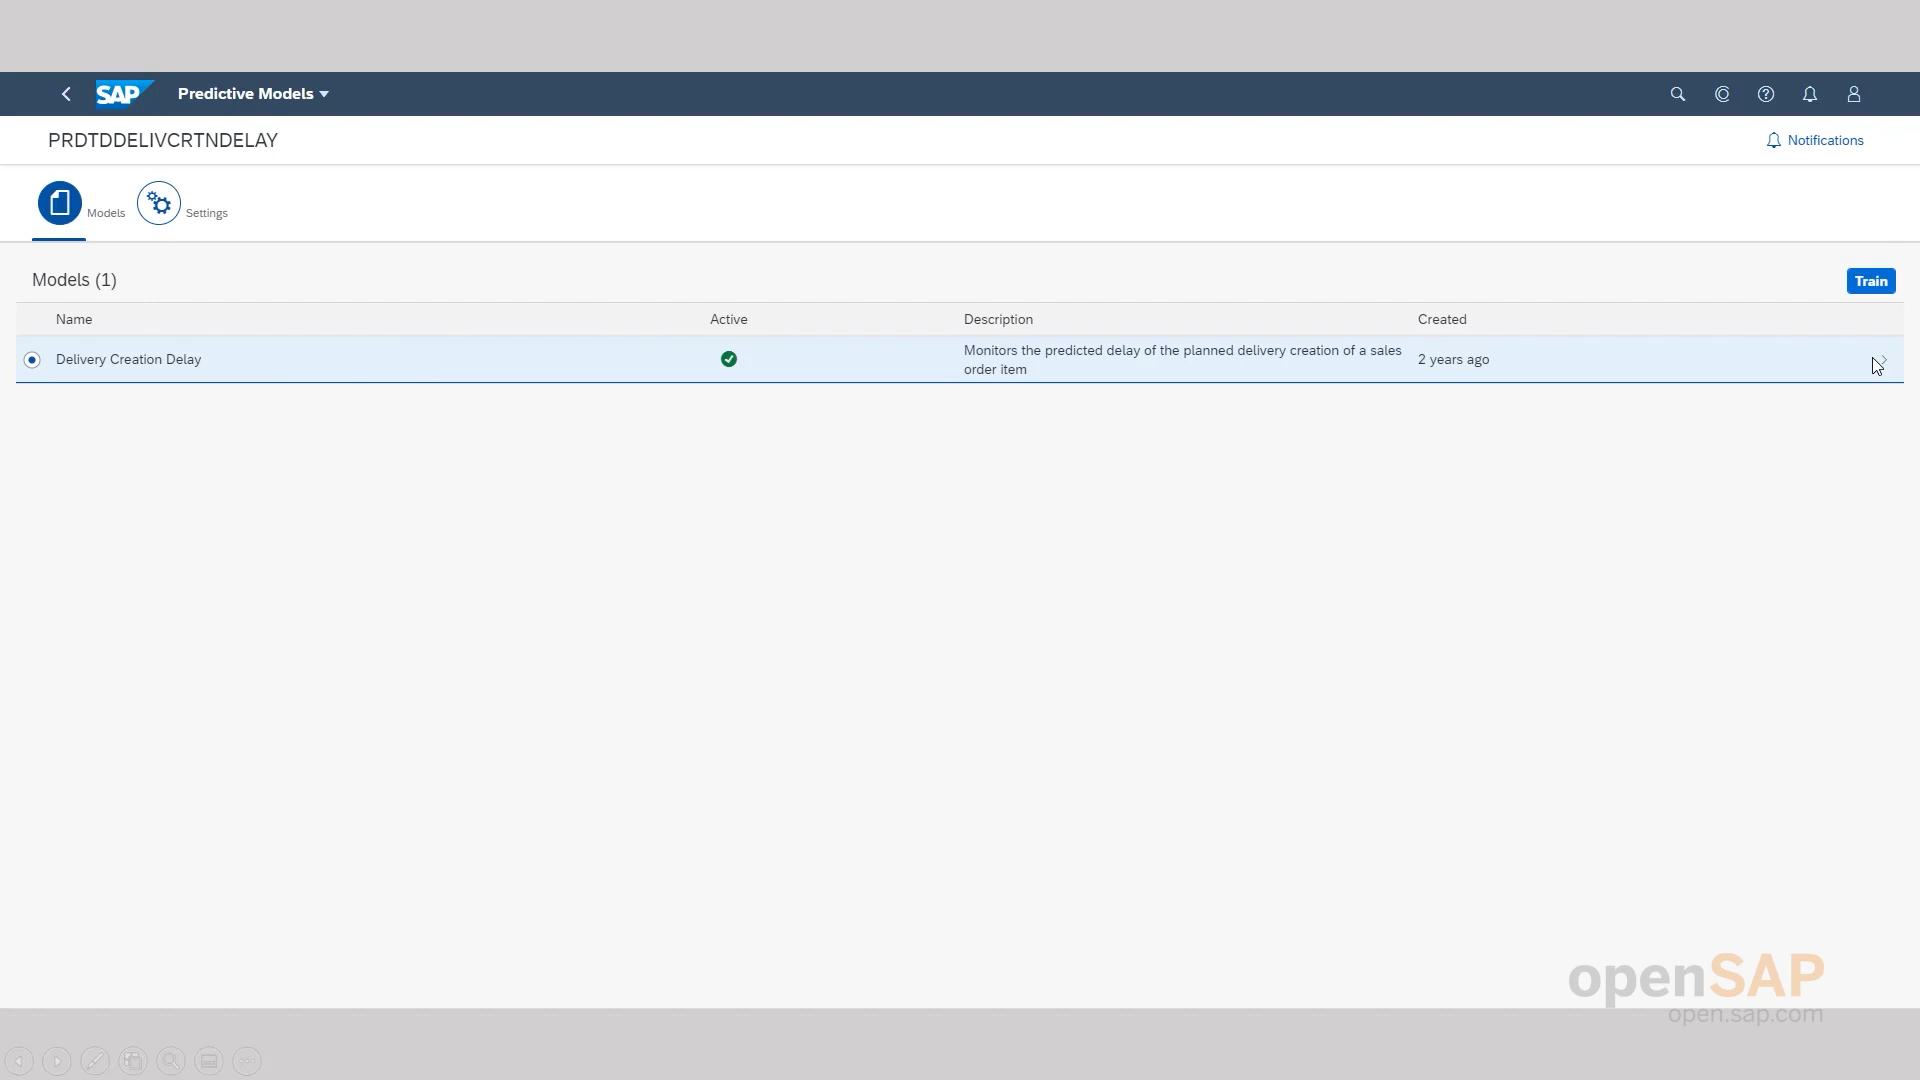 SAP Predictive Models
PRDTDDELIVCRTNDELAY
Notifications
Models
Settings
Models (1)
Train
Name Active Description Created
Delivery Creation Delay
Monitors the predicted delay of the planned delivery creation of a sales
order item
2 years ago
openSAP
open.sap.com